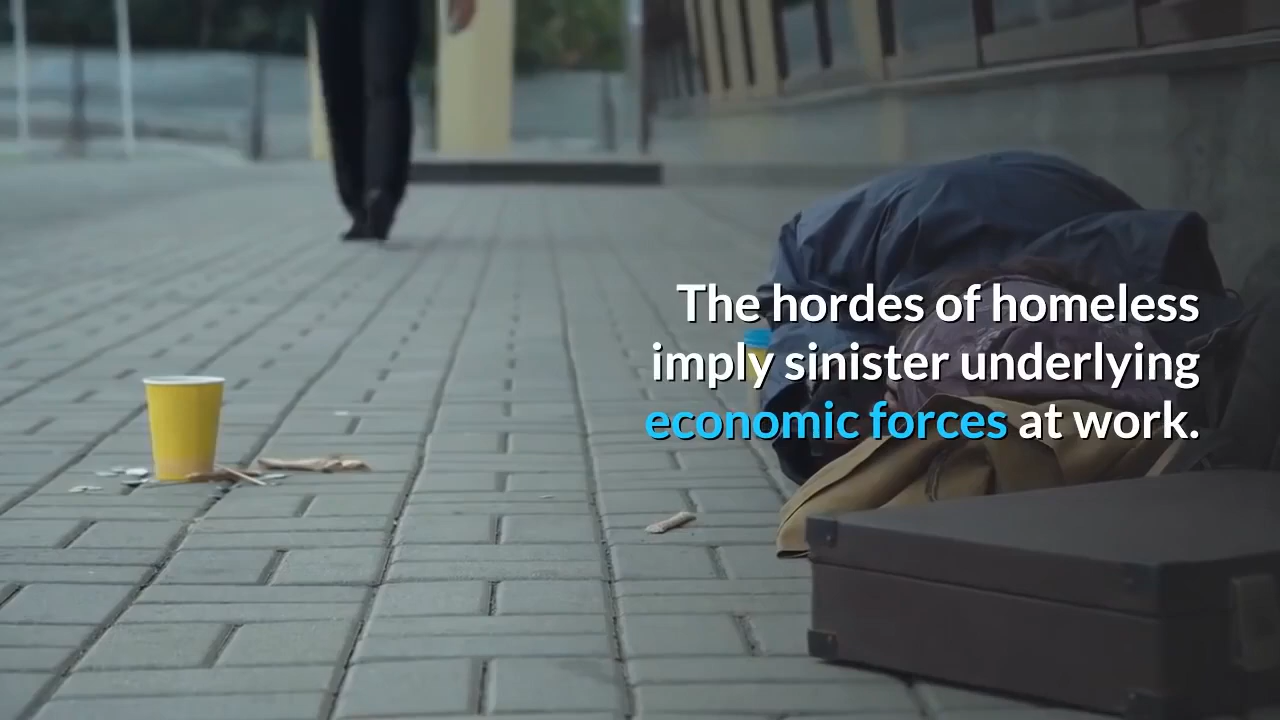 The hordes of homeless
imply sinister underlying
economic forces at work.